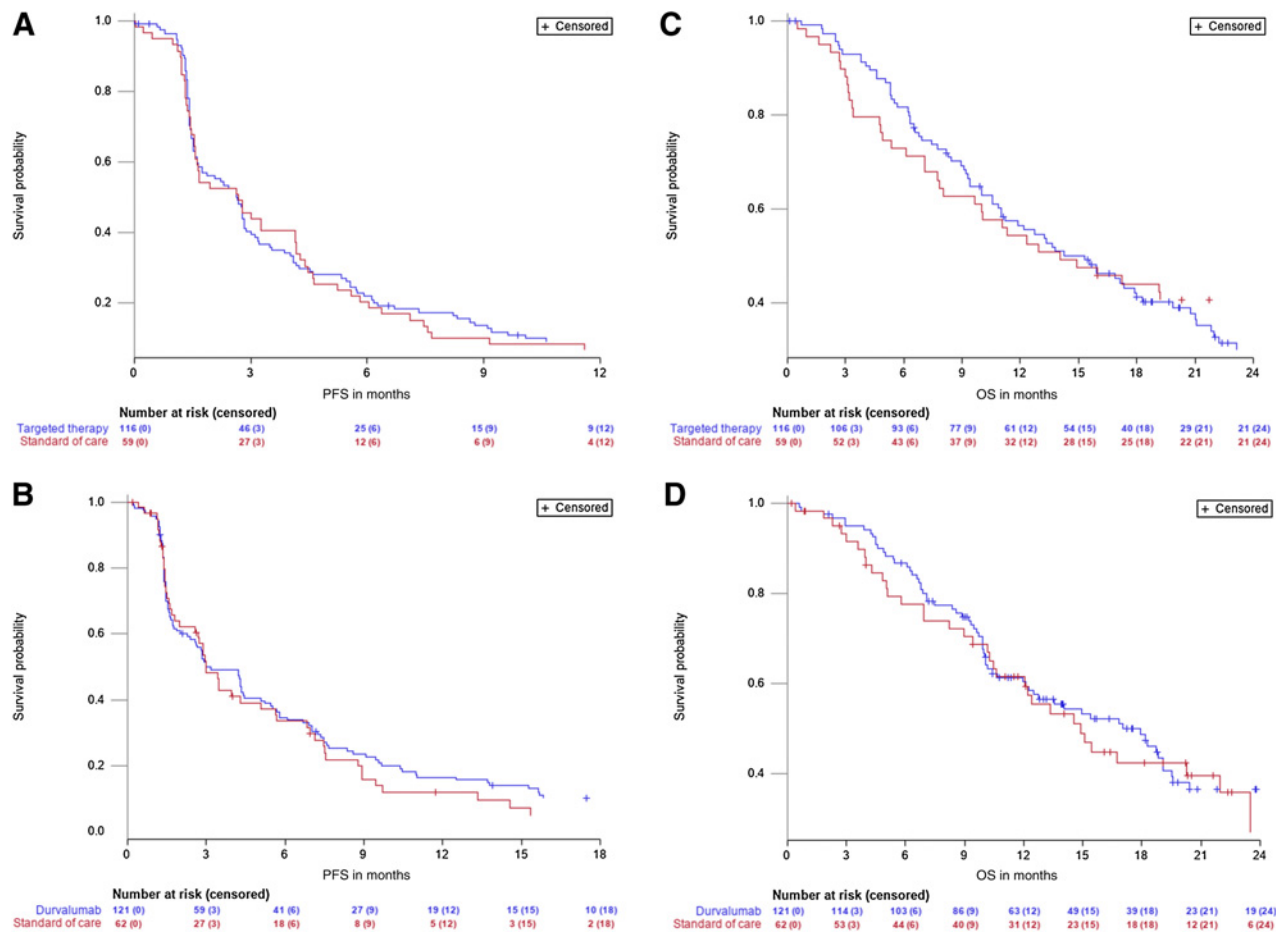 A
+ Censored
Survival probability
1.0
0.8
0.6
0.4
0.2
0 3 6 9 12
PFS in months
Number at risk (censored)
Targeted therapy 116 (0) 46 (3) 25 (6) 15 (9) 9 (12)
Standard of care 59 (0) 27 (3) 12 (6) 6 (9) 4 (12)
C
+ Censored
Survival probability
1.0
0.8
0.6
0.4
0 3 6 9 12 15 18 21 24
OS in months
Number at risk (censored)
Targeted therapy 116 (0) 106 (3) 93 (6) 77 (9) 61 (12) 54 (15) 40 (18) 29 (21) 21 (24)
Standard of care 59 (0) 52 (3) 43 (6) 37 (9) 32 (12) 28 (15) 25 (18) 22 (21) 21 (24)
B
+ Censored
Survival probability
1.0
0.8
0.6
0.4
0.2
0.0
0 3 6 9 12 15 18
PFS in months
Number at risk (censored)
Durvalumab 121 (0) 59 (3) 41 (6) 27 (9) 19 (12) 15 (15) 10 (18)
Standard of care 62 (0) 27 (3) 18 (6) 8 (9) 5 (12) 3 (15) 2 (18)
D
+ Censored
Survival probability
1.0
0.8
0.6
0.4
0 3 6 9 12 15 18 21 24
OS in months
Number at risk (censored)
Durvalumab 121 (0) 114 (3) 103 (6) 86 (9) 63 (12) 49 (15) 39 (18) 23 (21) 19 (24)
Standard of care 62 (0) 53 (3) 44 (6) 40 (9) 31 (12) 23 (15) 18 (18) 12 (21) 6 (24)